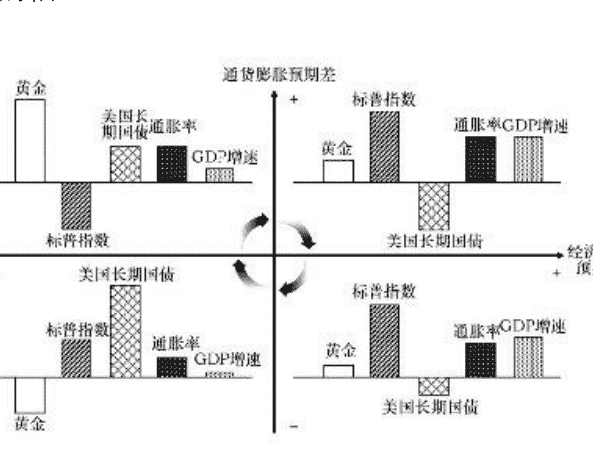 通货膨胀预期差
+
黄金
美国长
期国债
通胀率
GDP增速
标普指数
标普指数
黄金
通胀率
GDP增速
美国长期国债
经济
预
+
美国长期国债
标普指数
通胀率
GDP增速
黄金
标普指数
黄金
通胀率
GDP增速
美国长期国债
−